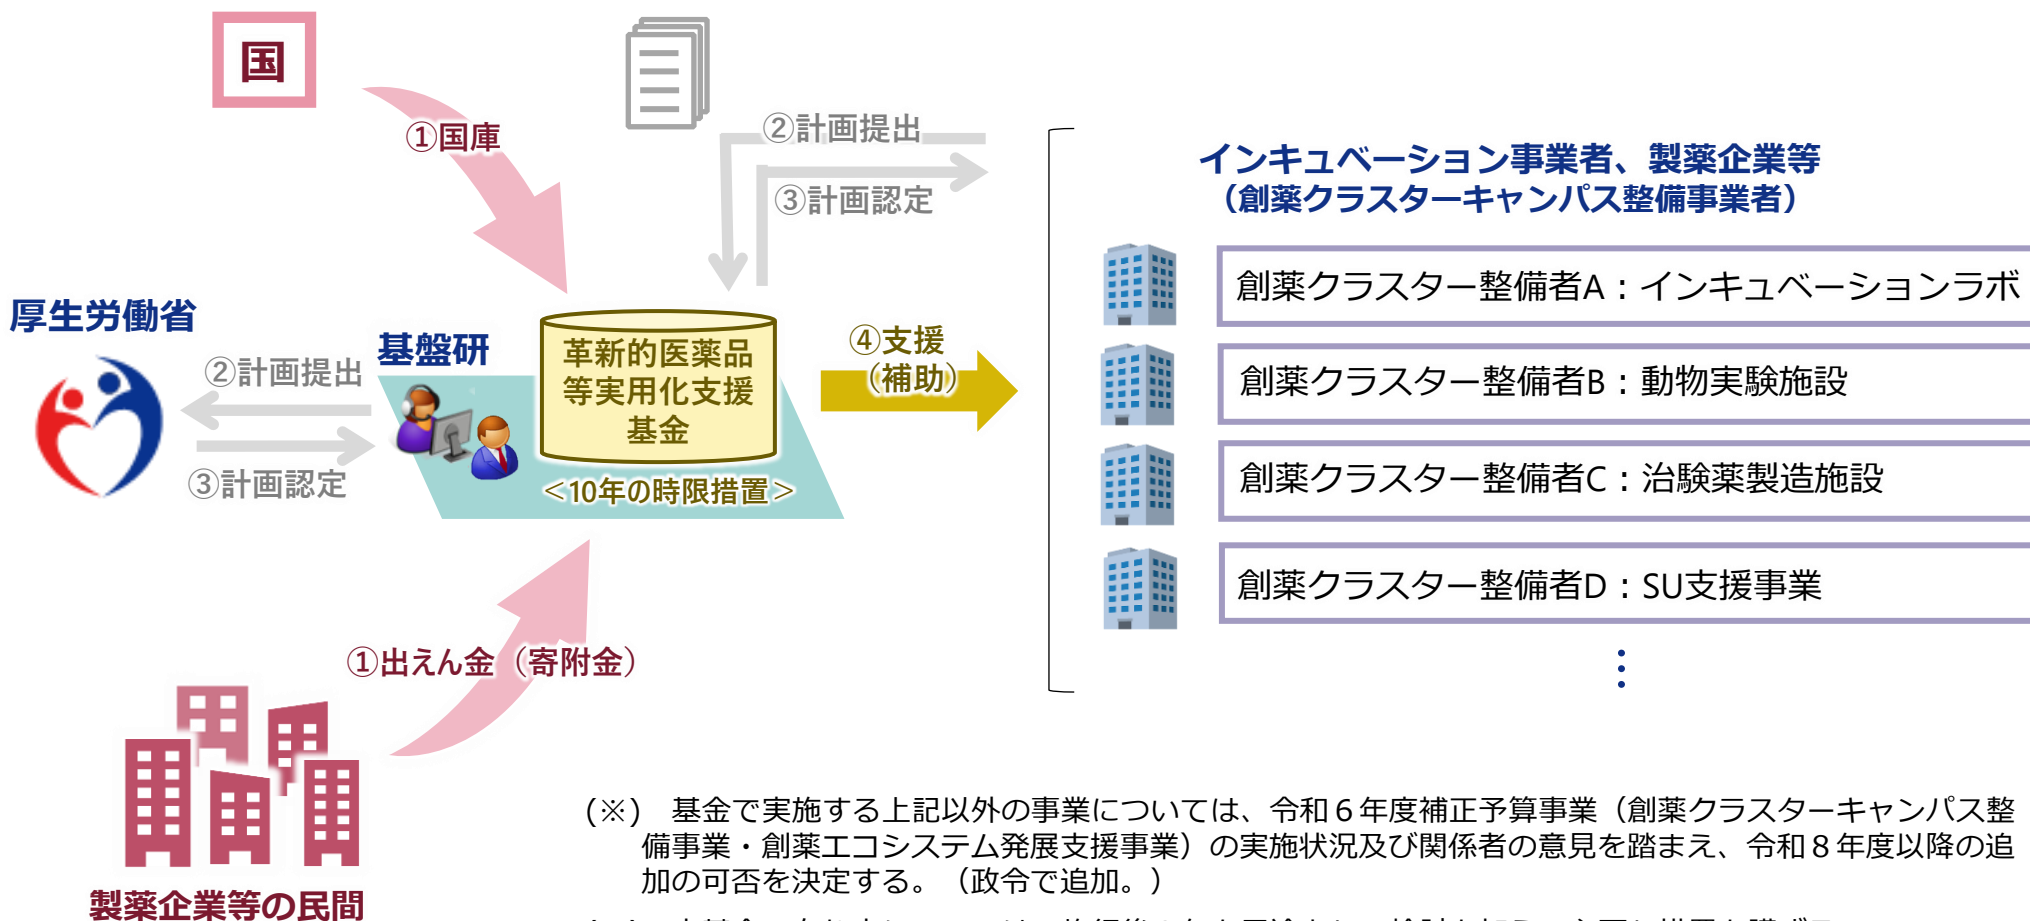 国
①国庫
②計画提出
③計画認定
インキュベーション事業者、製薬企業等
（創薬クラスターキャンパス整備事業者）
創薬クラスター整備者A：インキュベーションラボ
創薬クラスター整備者B：動物実験施設
創薬クラスター整備者C：治験薬製造施設
創薬クラスター整備者D：SU支援事業
⋮
厚生労働省
②計画提出
③計画認定
基盤研
革新的医薬品
等実用化支援
基金
＜10年の時限措置＞
④支援
（補助）
①出えん金（寄附金）
製薬企業等の民間
(※)　基金で実施する上記以外の事業については、令和６年度補正予算事業（創薬クラスターキャンパス整
備事業・創薬エコシステム発展支援事業）の実施状況及び関係者の意見を踏まえ、令和８年度以降の追
加の可否を決定する。（政令で追加。）